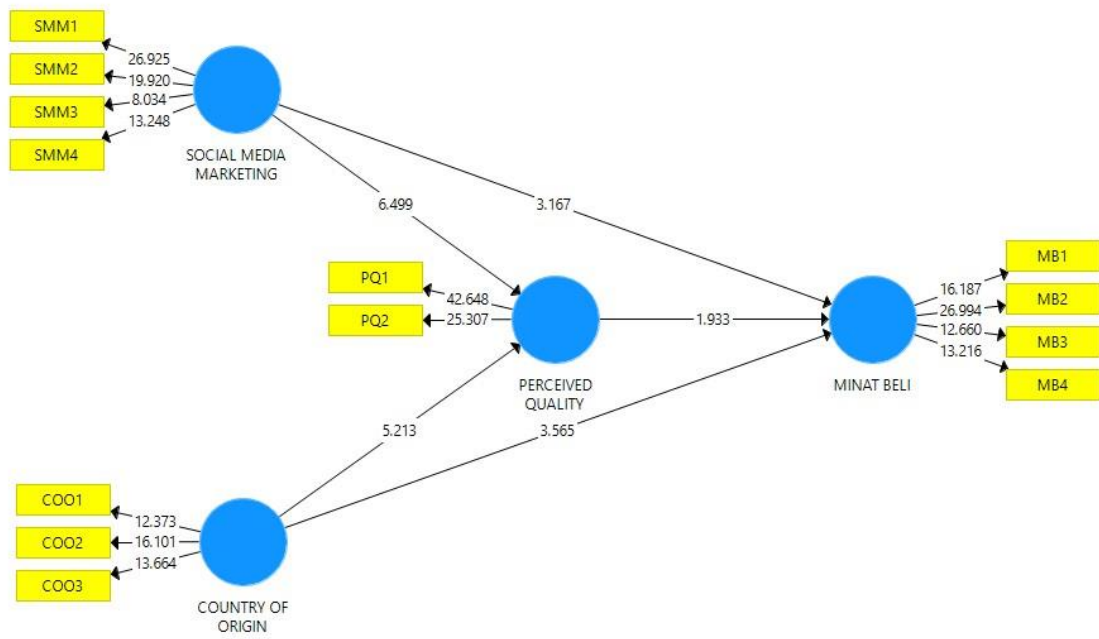 SMM1
26.925
SMM2
19.920
SMM3
8.034
13.248
SMM4
SOCIAL MEDIA
MARKETING
6.499
3.167
PQ1
42.648
PQ2
25.307
1.933
PERCEIVED
QUALITY
MB1
16.187
MB2
26.994
12.660
MB3
13.216
MB4
MINAT BELI
5.213
3.565
COO1
12.373
COO2
16.101
13.664
COO3
COUNTRY OF
ORIGIN